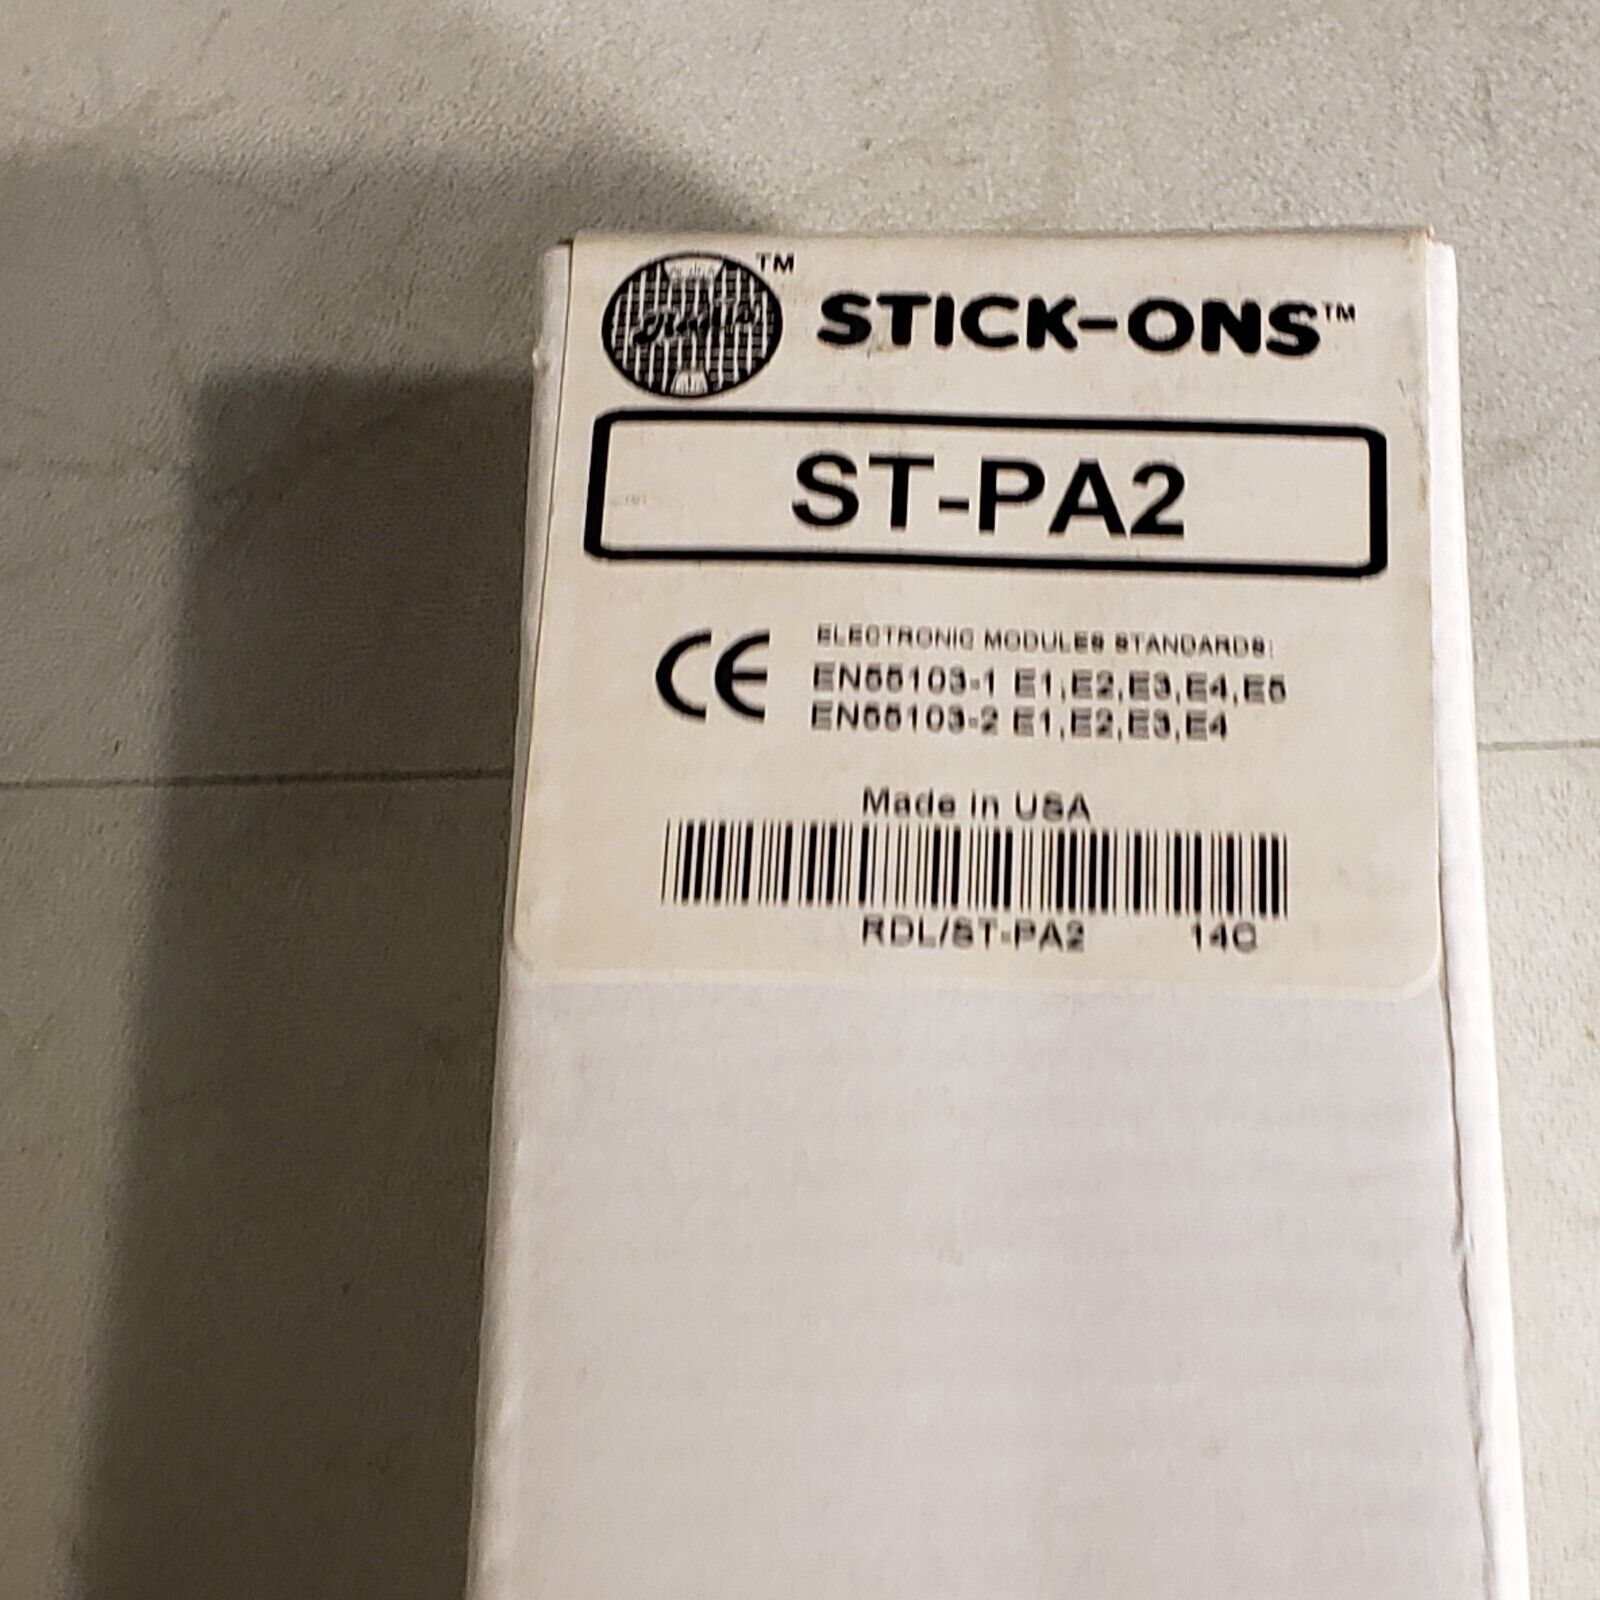 TM
STICK-ONS™
ST-PA2
CE ELECTRONIC MODULES STANDARDS:
EN55103-1 E1,E2,E3,E4,E5
EN55103-2 E1,E2,E3,E4
Made in USA
RDL/ST-PA2 14C